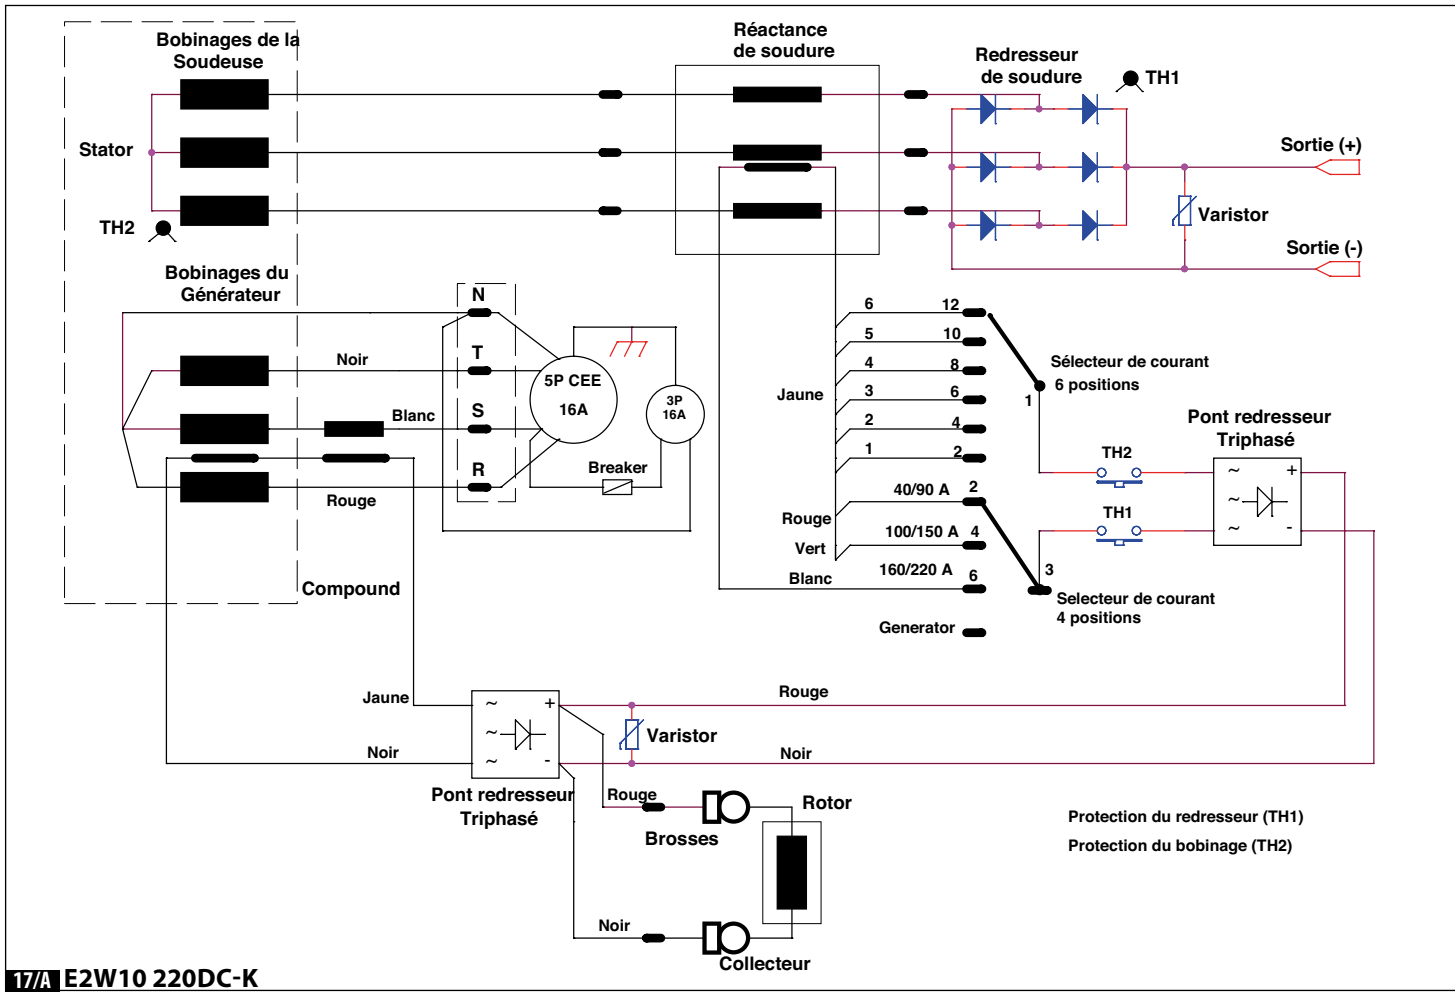 Bobinages de la
Soudeuse
Réactance
de soudure
Redresseur
de soudure
TH1
Stator
Sortie (+)
TH2
Varistor
Sortie (-)
Bobinages du
Générateur
N
T
S
R
Noir
Blanc
Rouge
5P CEE
16A
3P
16A
Breaker
Compound
Jaune
6
5
4
3
2
1
12
10
8
6
4
2
Sélecteur de courant
6 positions
1
Pont redresseur
Triphasé
TH2
TH1
~ +
~
~ -
40/90 A 2
Rouge
100/150 A 4
Vert
160/220 A 6
Blanc
3
Selecteur de courant
4 positions
Generator
Jaune
Noir
~ +
~
~ -
Rouge
Varistor
Noir
Pont redresseur
Triphasé
Rouge
Brosses
Rotor
Noir
Collecteur
Protection du redresseur (TH1)
Protection du bobinage (TH2)
17/A E2W10 220DC-K